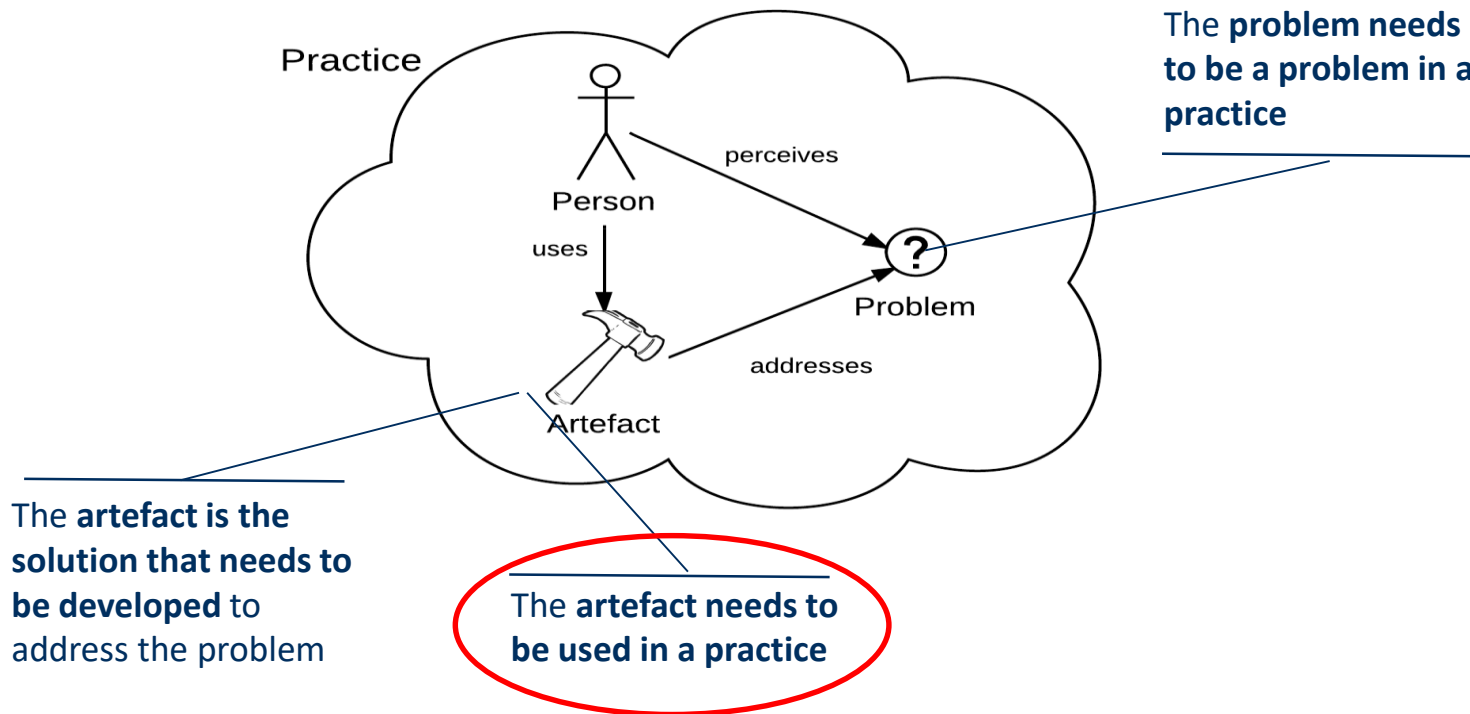 The problem needs
to be a problem in a
practice
Practice
perceives
Person
uses
?
Problem
addresses
Artefact
The artefact is the
solution that needs to
be developed to
address the problem
The artefact needs to
be used in a practice